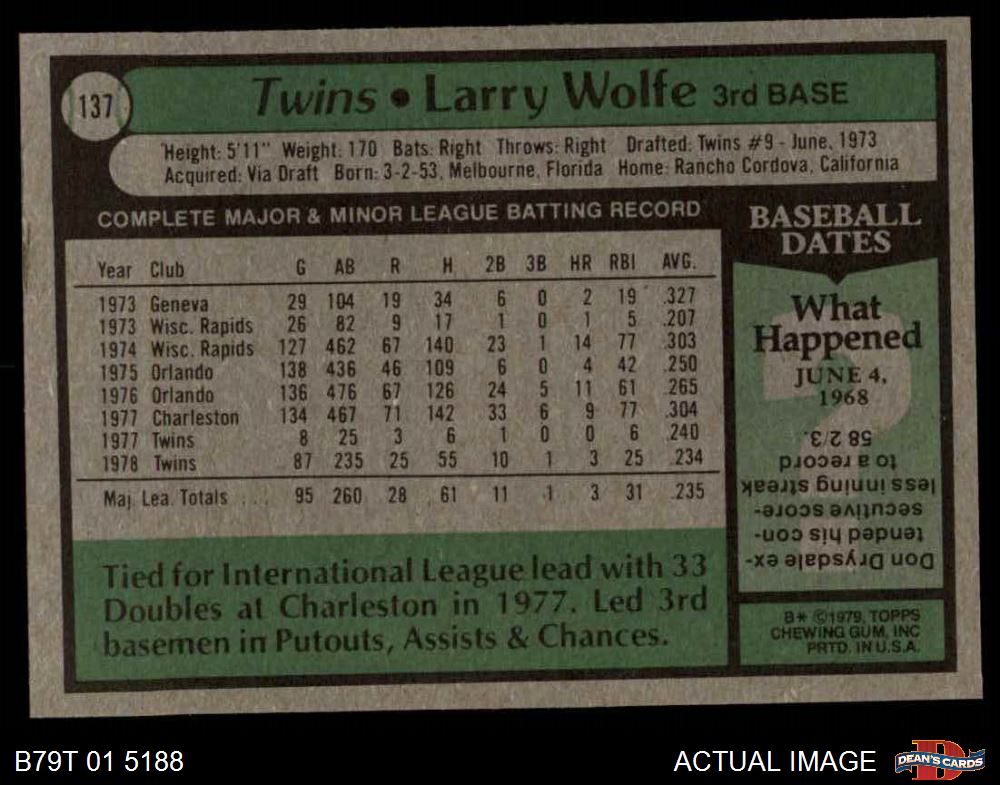 137
Twins • Larry Wolfe 3rd BASE
Height: 5'11" Weight: 170 Bats: Right Throws: Right Drafted: Twins #9 - June, 1973
Acquired: Via Draft Born: 3-2-53, Melbourne, Florida Home: Rancho Cordova, California
COMPLETE MAJOR & MINOR LEAGUE BATTING RECORD
Year Club G AB R H 2B 3B HR RBI AVG.
1973 Geneva 29 104 19 34 6 0 2 19 .327
1973 Wisc. Rapids 26 82 9 17 1 0 1 5 .207
1974 Wisc. Rapids 127 462 67 140 23 1 14 77 .303
1975 Orlando 138 436 46 109 6 0 4 42 .250
1976 Orlando 136 476 67 126 24 5 11 61 .265
1977 Charleston 134 467 71 142 33 6 9 77 .304
1977 Twins 8 25 3 6 1 0 0 6 .240
1978 Twins 87 235 25 55 10 1 3 25 .234
Maj. Lea. Totals .... 95 260 28 61 11 1 3 31 .235
Tied for International League lead with 33
Doubles at Charleston in 1977. Led 3rd
basemen in Putouts, Assists & Chances.
BASEBALL
DATES
What
Happened
JUNE 4,
1968
Don Drysdale ex-
tended his con-
secutive score-
less inning streak
to a record
58 2/3.
B* ©1979, TOPPS
CHEWING GUM, INC
PRTD. IN U.S.A.
B79T 01 5188
ACTUAL IMAGE
DEAN'S CARDS